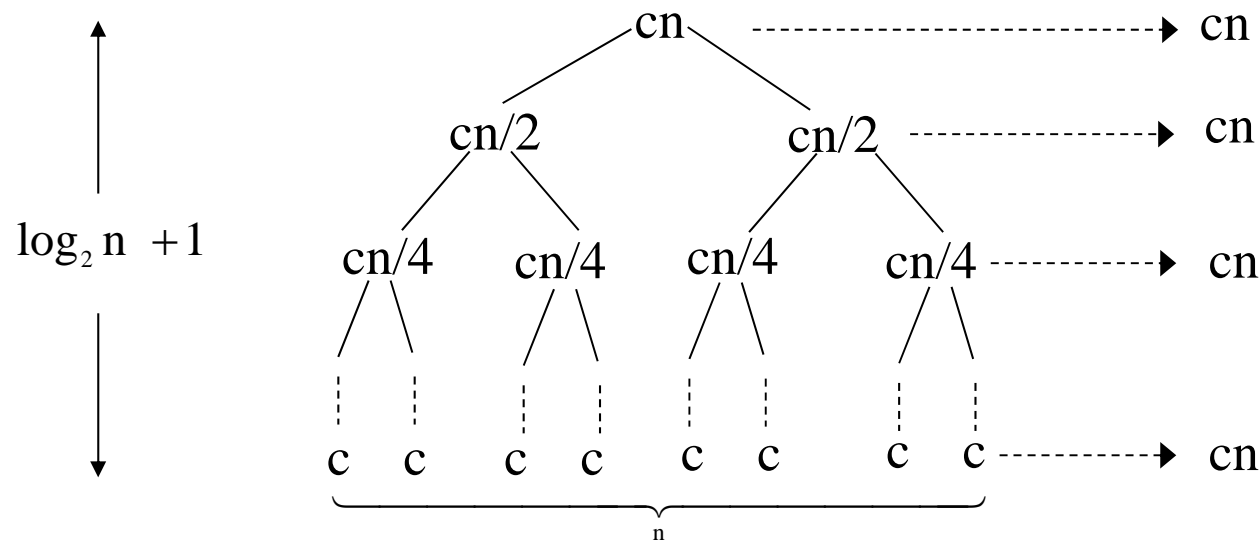 cn cn
cn/2 cn/2 cn
log₂ n +1
cn/4 cn/4 cn/4 cn/4 cn
c c c c c c c c cn
n